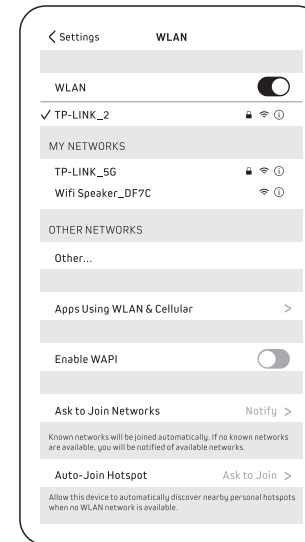 Settings WLAN
WLAN
TP-LINK_2
MY NETWORKS
TP-LINK_5G
Wifi Speaker_DF7C
OTHER NETWORKS
Other...
Apps Using WLAN & Cellular
Enable WAPI
Ask to Join Networks Notify
Known networks will be joined automatically. If no known networks
are available, you will be notified of available networks.
Auto-Join Hotspot Ask to Join
Allow this device to automatically discover nearby personal hotspots
when no WLAN network is available.